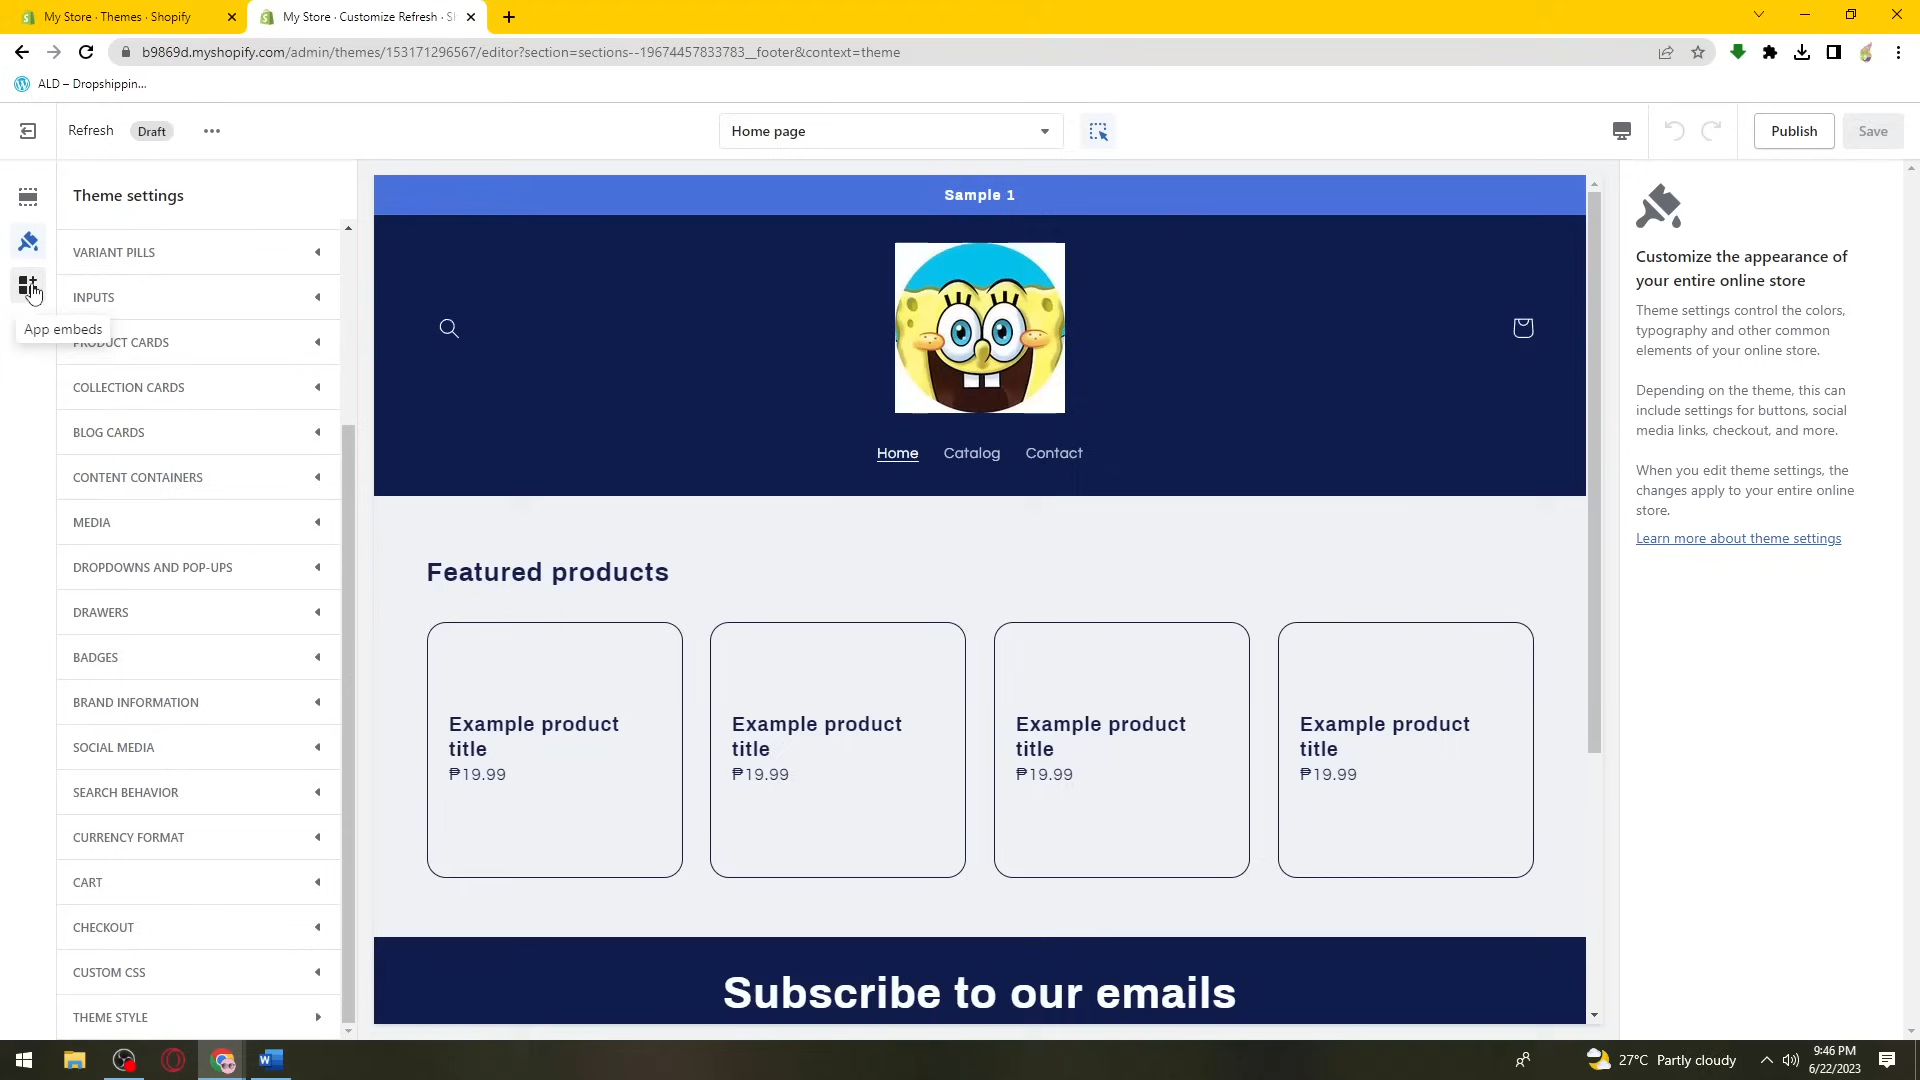 My Store · Themes · Shopify
My Store · Customize Refresh · Sh
b9869d.myshopify.com/admin/themes/153171296567/editor?section=sections--19674457833783__footer&context=theme
ALD – Dropshippin...
Refresh
Draft
Home page
Publish
Save
Theme settings
VARIANT PILLS
INPUTS
App embeds
PRODUCT CARDS
COLLECTION CARDS
BLOG CARDS
CONTENT CONTAINERS
MEDIA
DROPDOWNS AND POP-UPS
DRAWERS
BADGES
BRAND INFORMATION
SOCIAL MEDIA
SEARCH BEHAVIOR
CURRENCY FORMAT
CART
CHECKOUT
CUSTOM CSS
THEME STYLE
Sample 1
Home
Catalog
Contact
Featured products
Example product
title
₱19.99
Example product
title
₱19.99
Example product
title
₱19.99
Example product
title
₱19.99
Subscribe to our emails
Customize the appearance of
your entire online store
Theme settings control the colors,
typography and other common
elements of your online store.
Depending on the theme, this can
include settings for buttons, social
media links, checkout, and more.
When you edit theme settings, the
changes apply to your entire online
store.
Learn more about theme settings
27°C Partly cloudy
9:46 PM
6/22/2023